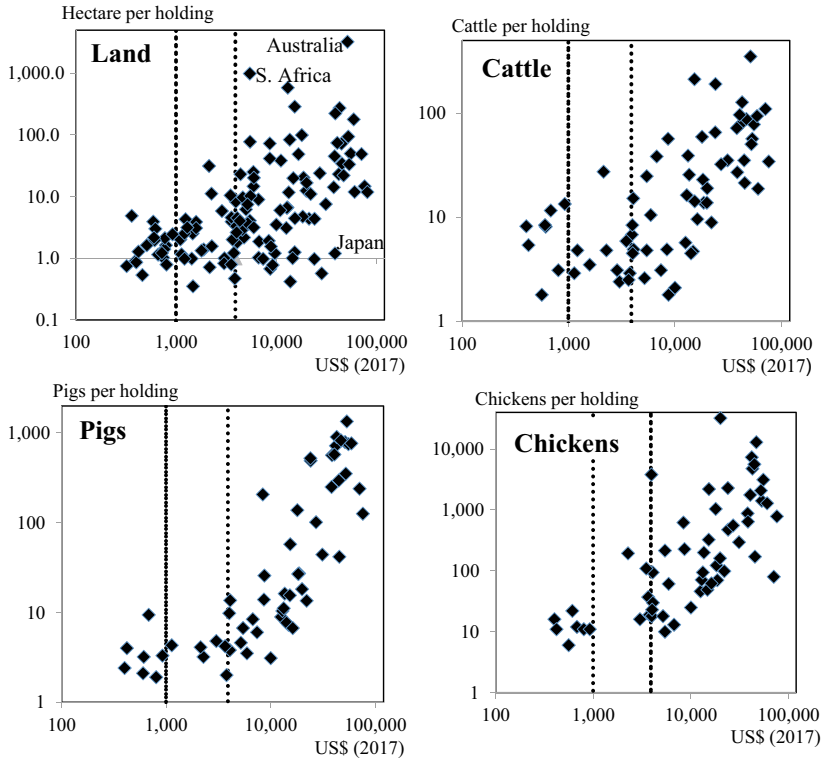 Hectare per holding
Land
Australia
S. Africa
Japan
1,000.0
100.0
10.0
1.0
0.1
100 1,000 10,000 100,000
US$ (2017)
Cattle per holding
Cattle
100
10
1
100 1,000 10,000 100,000
US$ (2017)
Pigs per holding
Pigs
1,000
100
10
1
100 1,000 10,000 100,000
US$ (2017)
Chickens per holding
Chickens
10,000
1,000
100
10
1
100 1,000 10,000 100,000
US$ (2017)